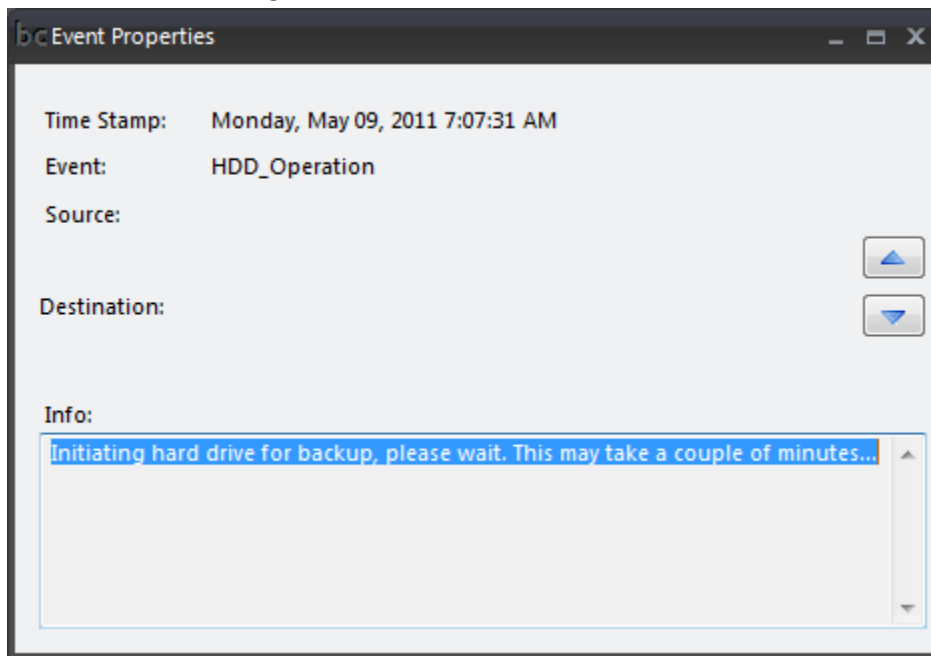 bc Event Properties
Time Stamp: Monday, May 09, 2011 7:07:31 AM
Event: HDD_Operation
Source:
Destination:
Info:
Initiating hard drive for backup, please wait. This may take a couple of minutes...